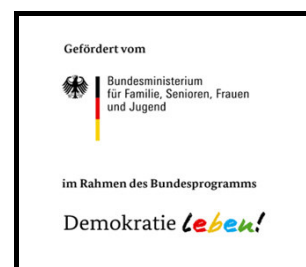 Gefördert vom
Bundesministerium
für Familie, Senioren, Frauen
und Jugend
im Rahmen des Bundesprogramms
Demokratie leben!